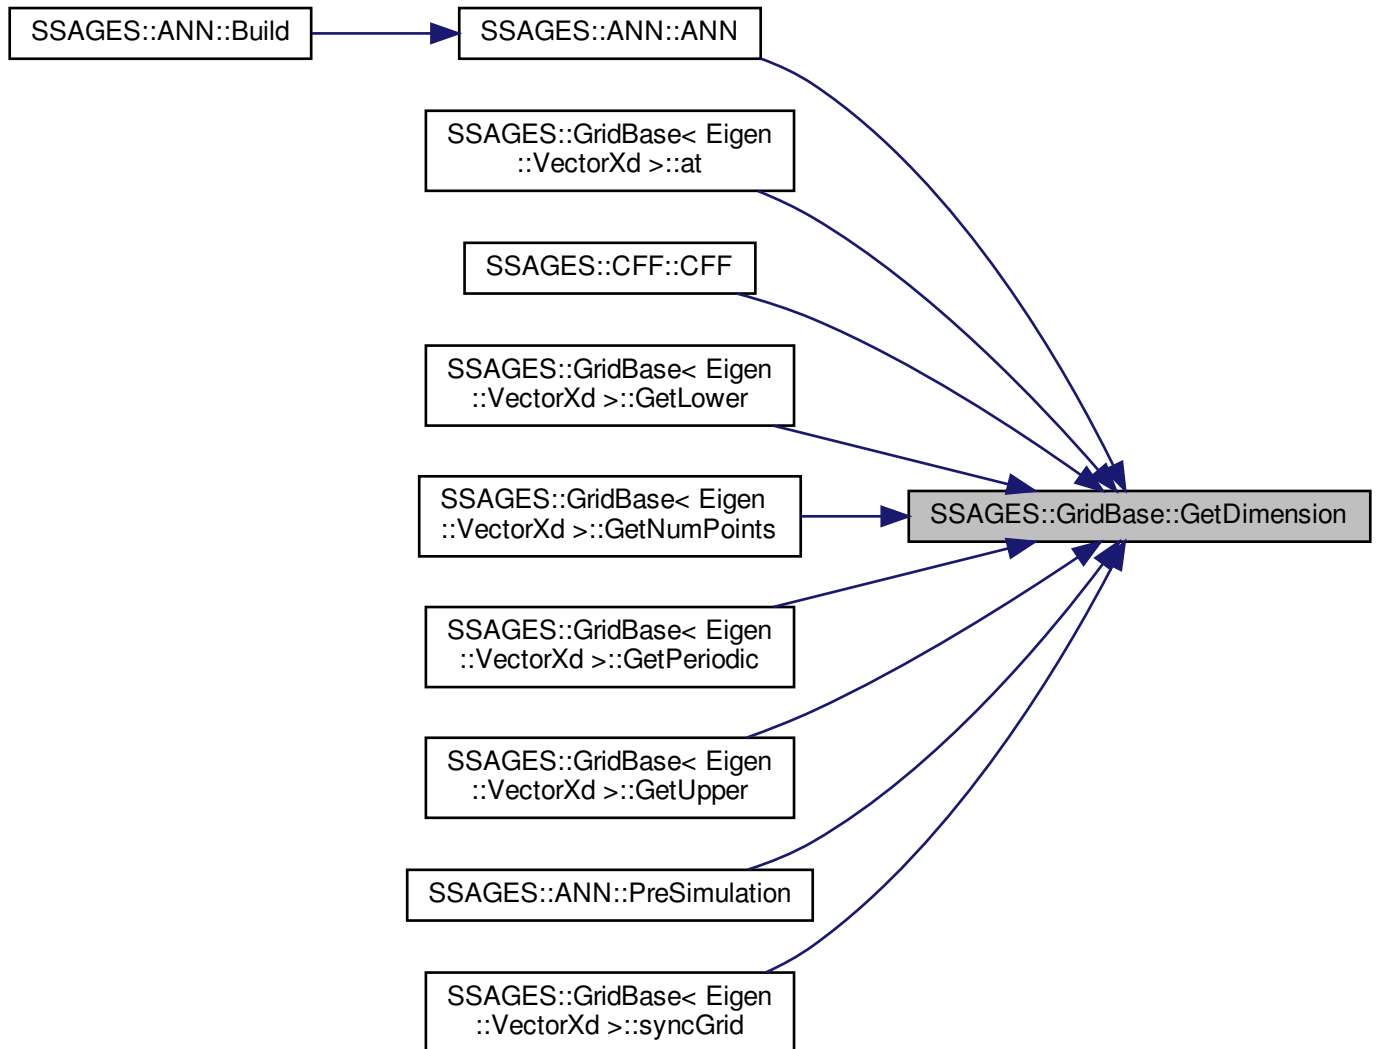 SSAGES::ANN::Build
SSAGES::ANN::ANN
SSAGES::GridBase< Eigen
::VectorXd >::at
SSAGES::CFF::CFF
SSAGES::GridBase< Eigen
::VectorXd >::GetLower
SSAGES::GridBase< Eigen
::VectorXd >::GetNumPoints
SSAGES::GridBase::GetDimension
SSAGES::GridBase< Eigen
::VectorXd >::GetPeriodic
SSAGES::GridBase< Eigen
::VectorXd >::GetUpper
SSAGES::ANN::PreSimulation
SSAGES::GridBase< Eigen
::VectorXd >::syncGrid